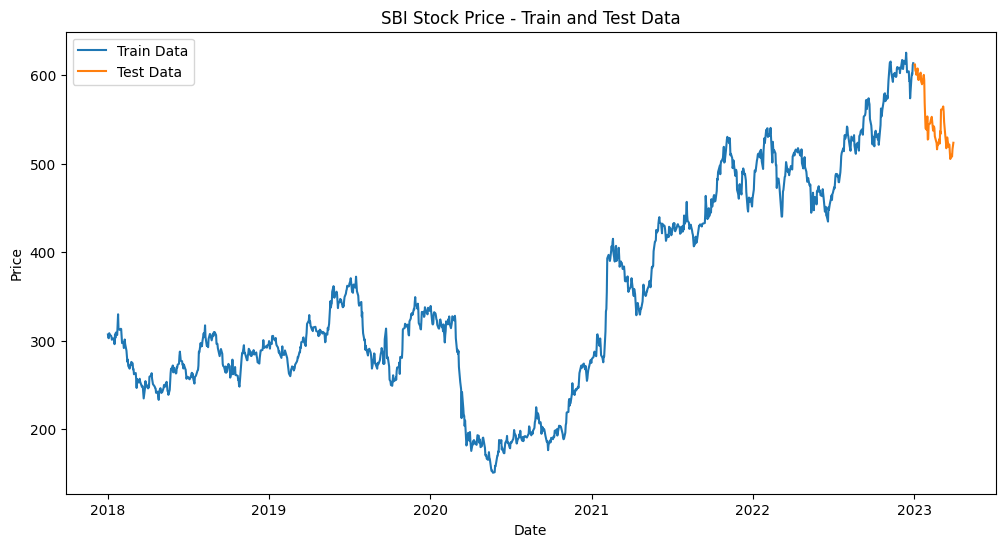 SBI Stock Price - Train and Test Data
Train Data
Test Data
Price
600
500
400
300
200
2018
2019
2020
2021
2022
2023
Date